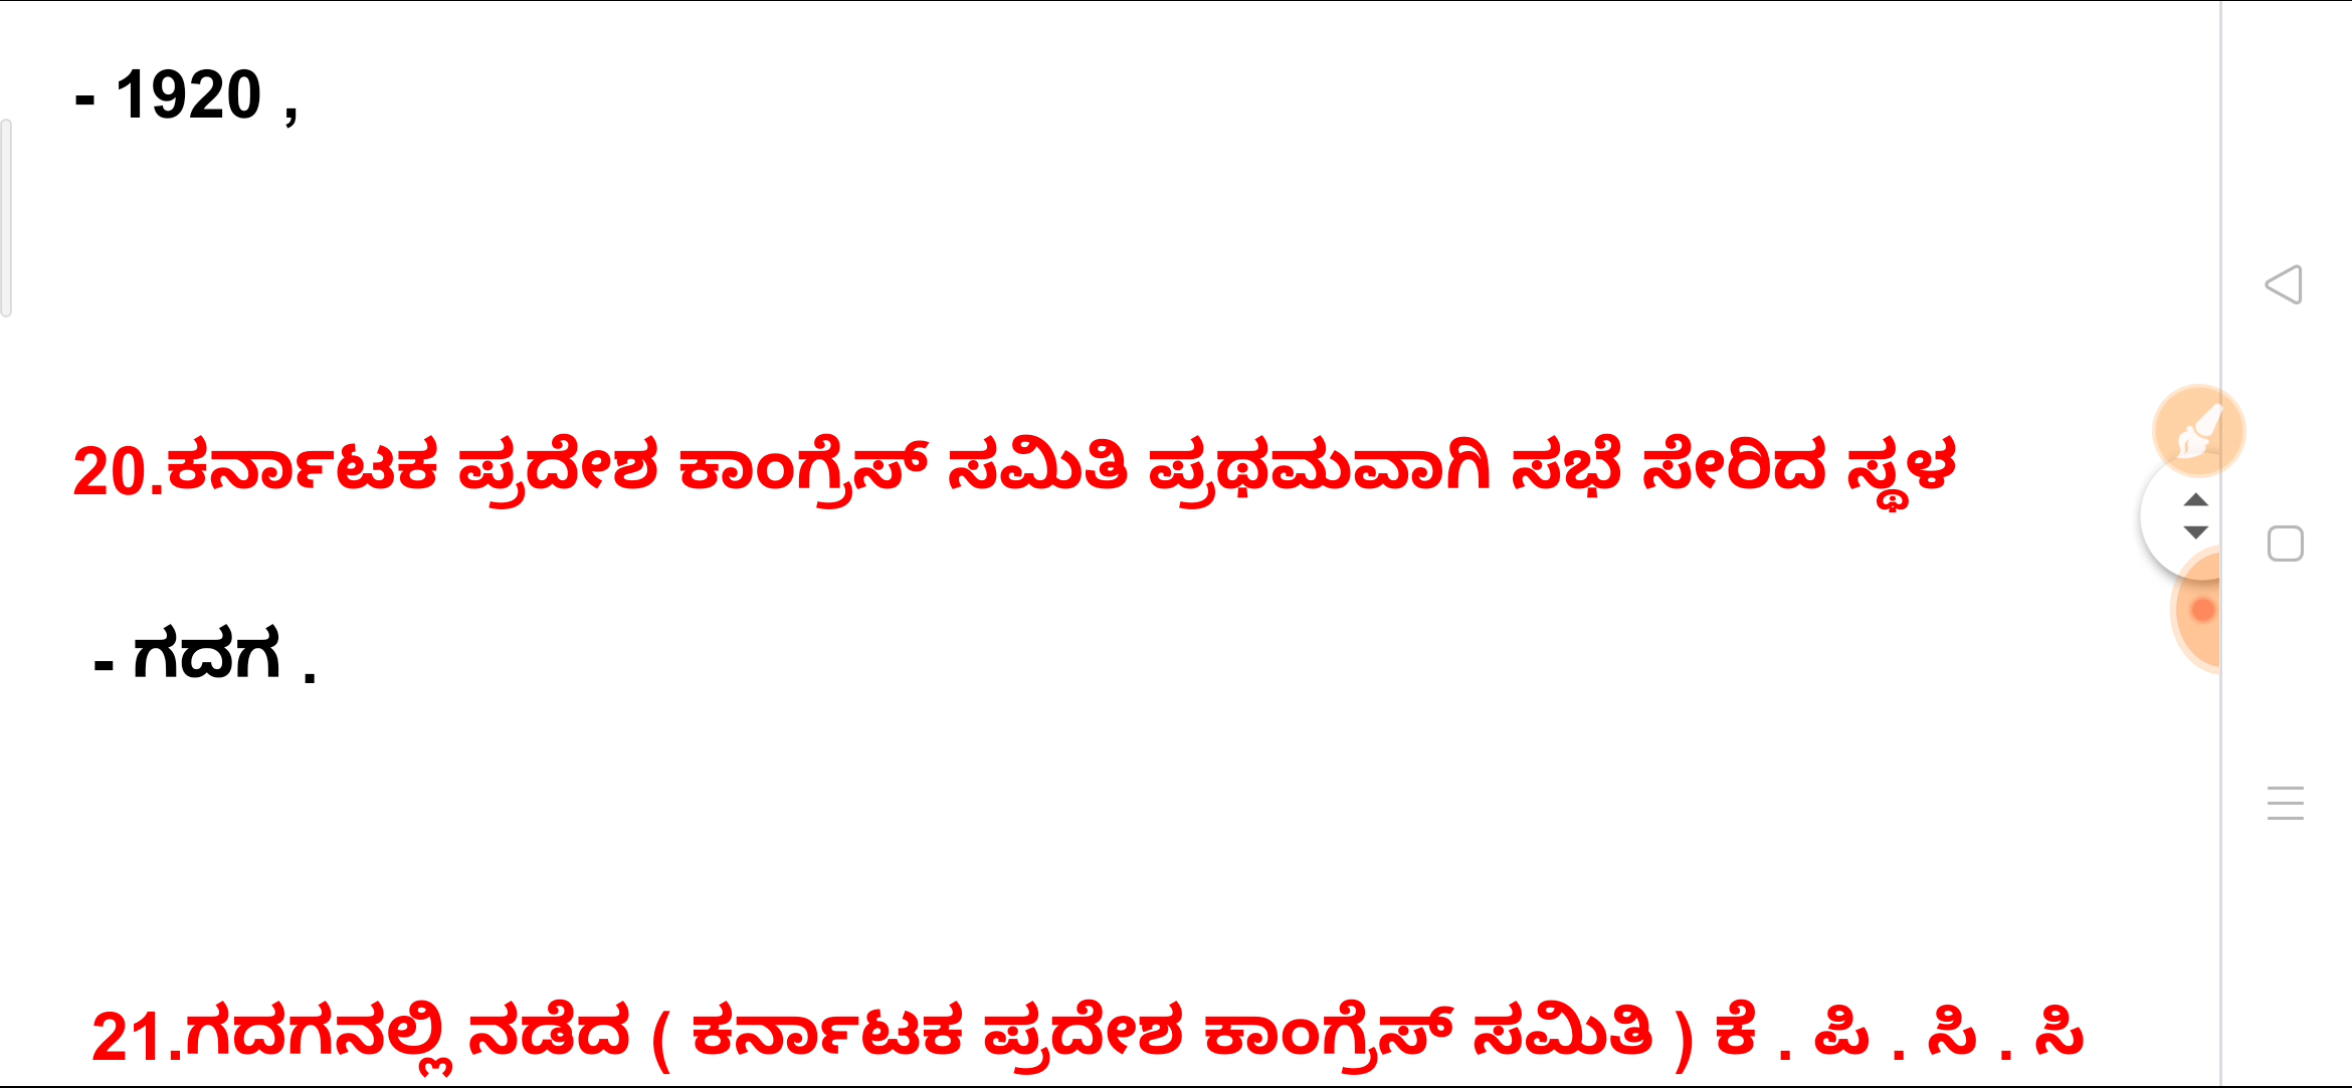 - 1920 ,
20.ಕರ್ನಾಟಕ ಪ್ರದೇಶ ಕಾಂಗ್ರೆಸ್ ಸಮಿತಿ ಪ್ರಥಮವಾಗಿ ಸಭೆ ಸೇರಿದ ಸ್ಥಳ
- ಗದಗ .
21.ಗದಗನಲ್ಲಿ ನಡೆದ ( ಕರ್ನಾಟಕ ಪ್ರದೇಶ ಕಾಂಗ್ರೆಸ್ ಸಮಿತಿ ) ಕೆ . ಪಿ . ಸಿ . ಸಿ